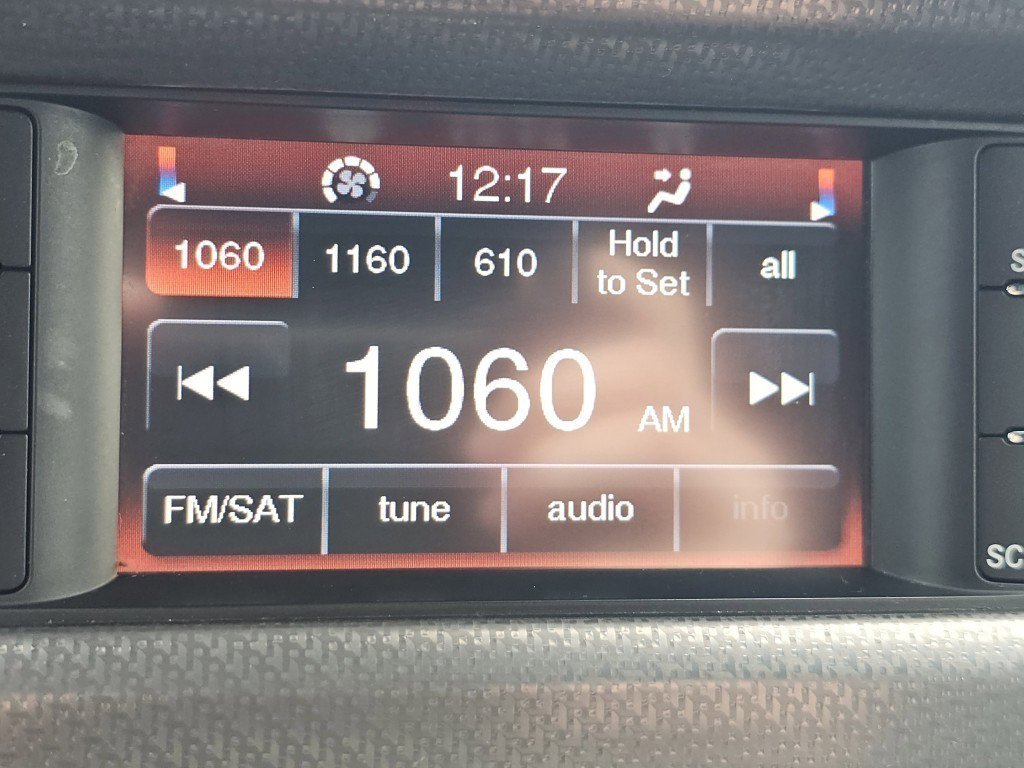 12:17
1060 1160 610 Hold to Set all
1060 AM
FM/SAT tune audio info